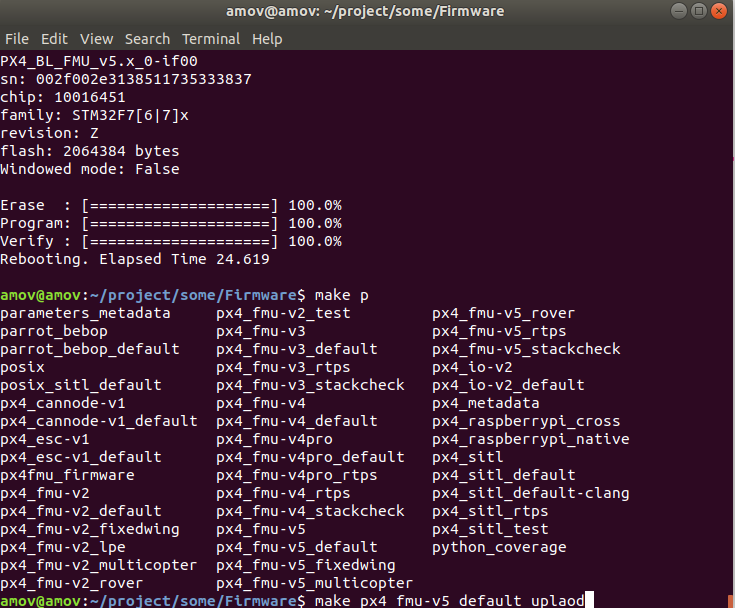 amov@amov: ~/project/some/Firmware
File Edit View Search Terminal Help
PX4_BL_FMU_v5.x_0-if00
sn: 002f002e3138511735333837
chip: 10016451
family: STM32F7[6|7]x
revision: Z
flash: 2064384 bytes
Windowed mode: False
Erase  : [====================] 100.0%
Program: [====================] 100.0%
Verify : [====================] 100.0%
Rebooting. Elapsed Time 24.619
amov@amov:~/project/some/Firmware$ make p
parameters_metadata     px4_fmu-v2_test         px4_fmu-v5_rover
parrot_bebop            px4_fmu-v3              px4_fmu-v5_rtps
parrot_bebop_default    px4_fmu-v3_default      px4_fmu-v5_stackcheck
posix                   px4_fmu-v3_rtps         px4_io-v2
posix_sitl_default      px4_fmu-v3_stackcheck   px4_io-v2_default
px4_cannode-v1          px4_fmu-v4              px4_metadata
px4_cannode-v1_default  px4_fmu-v4_default      px4_raspberrypi_cross
px4_esc-v1              px4_fmu-v4pro           px4_raspberrypi_native
px4_esc-v1_default      px4_fmu-v4pro_default   px4_sitl
px4fmu_firmware         px4_fmu-v4pro_rtps      px4_sitl_default
px4_fmu-v2              px4_fmu-v4_rtps         px4_sitl_default-clang
px4_fmu-v2_default      px4_fmu-v4_stackcheck   px4_sitl_rtps
px4_fmu-v2_fixedwing    px4_fmu-v5              px4_sitl_test
px4_fmu-v2_lpe          px4_fmu-v5_default      python_coverage
px4_fmu-v2_multicopter  px4_fmu-v5_fixedwing
px4_fmu-v2_rover        px4_fmu-v5_multicopter
amov@amov:~/project/some/Firmware$ make px4_fmu-v5_default uplaod